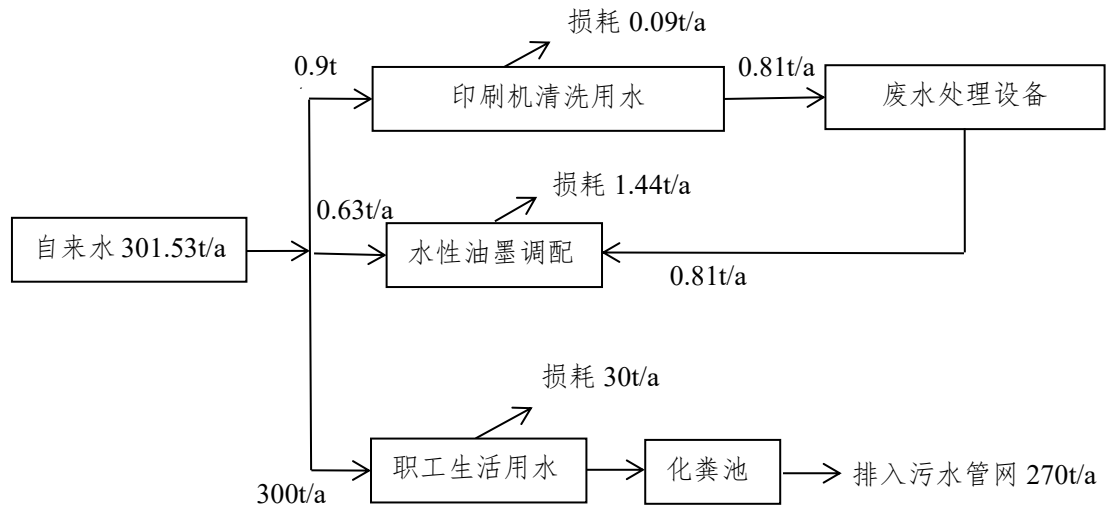 损耗 0.09t/a
0.9t
0.81t/a
印刷机清洗用水
废水处理设备
损耗 1.44t/a
0.63t/a
自来水 301.53t/a
水性油墨调配
0.81t/a
损耗 30t/a
职工生活用水
化粪池
排入污水管网 270t/a
300t/a